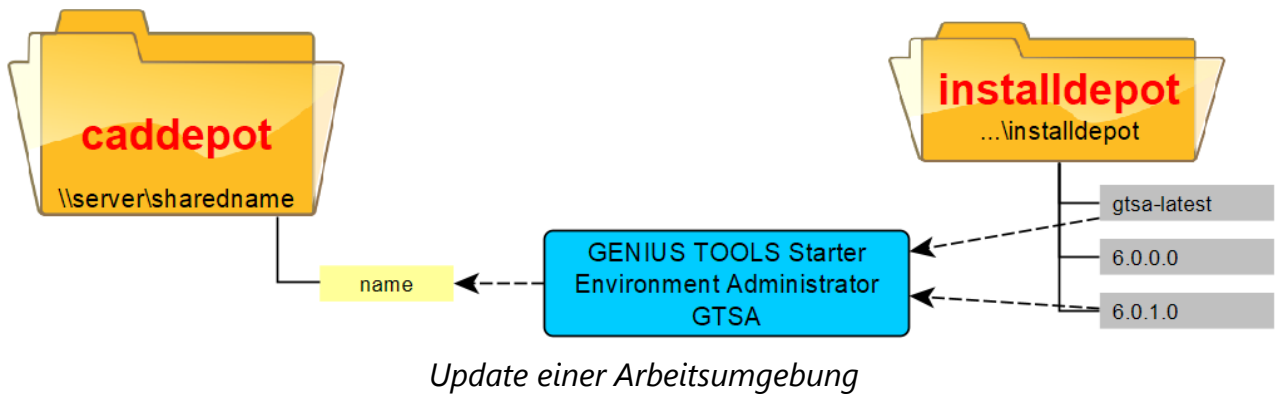 caddepot
\\server\sharedname
installdepot
...\installdepot
gtsa-latest
6.0.0.0
6.0.1.0
GENIUS TOOLS Starter
Environment Administrator
GTSA
name
Update einer Arbeitsumgebung